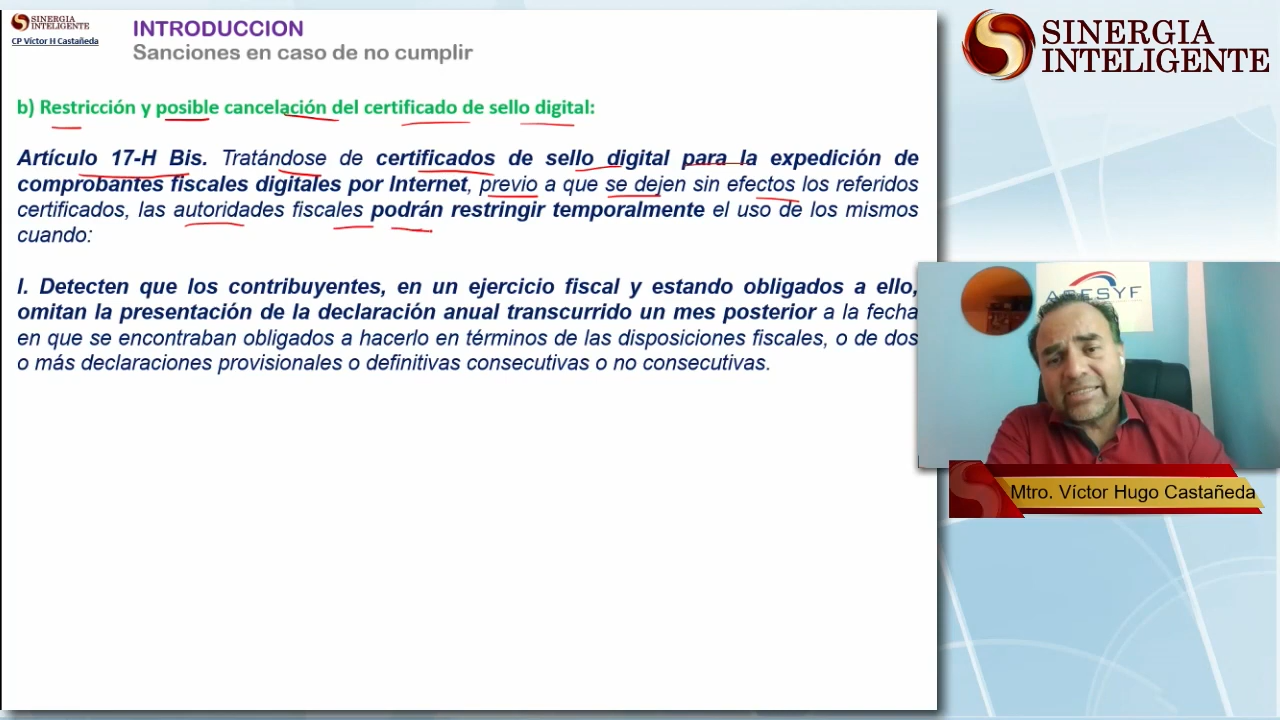 SINERGIA
INTELIGENTE
CP Víctor H Castañeda
INTRODUCCION
Sanciones en caso de no cumplir
b) Restricción y posible cancelación del certificado de sello digital:
Artículo 17-H Bis. Tratándose de certificados de sello digital para la expedición de
comprobantes fiscales digitales por Internet, previo a que se dejen sin efectos los referidos
certificados, las autoridades fiscales podrán restringir temporalmente el uso de los mismos
cuando:
I. Detecten que los contribuyentes, en un ejercicio fiscal y estando obligados a ello,
omitan la presentación de la declaración anual transcurrido un mes posterior a la fecha
en que se encontraban obligados a hacerlo en términos de las disposiciones fiscales, o de dos
o más declaraciones provisionales o definitivas consecutivas o no consecutivas.
SINERGIA
INTELIGENTE
Mtro. Víctor Hugo Castañeda